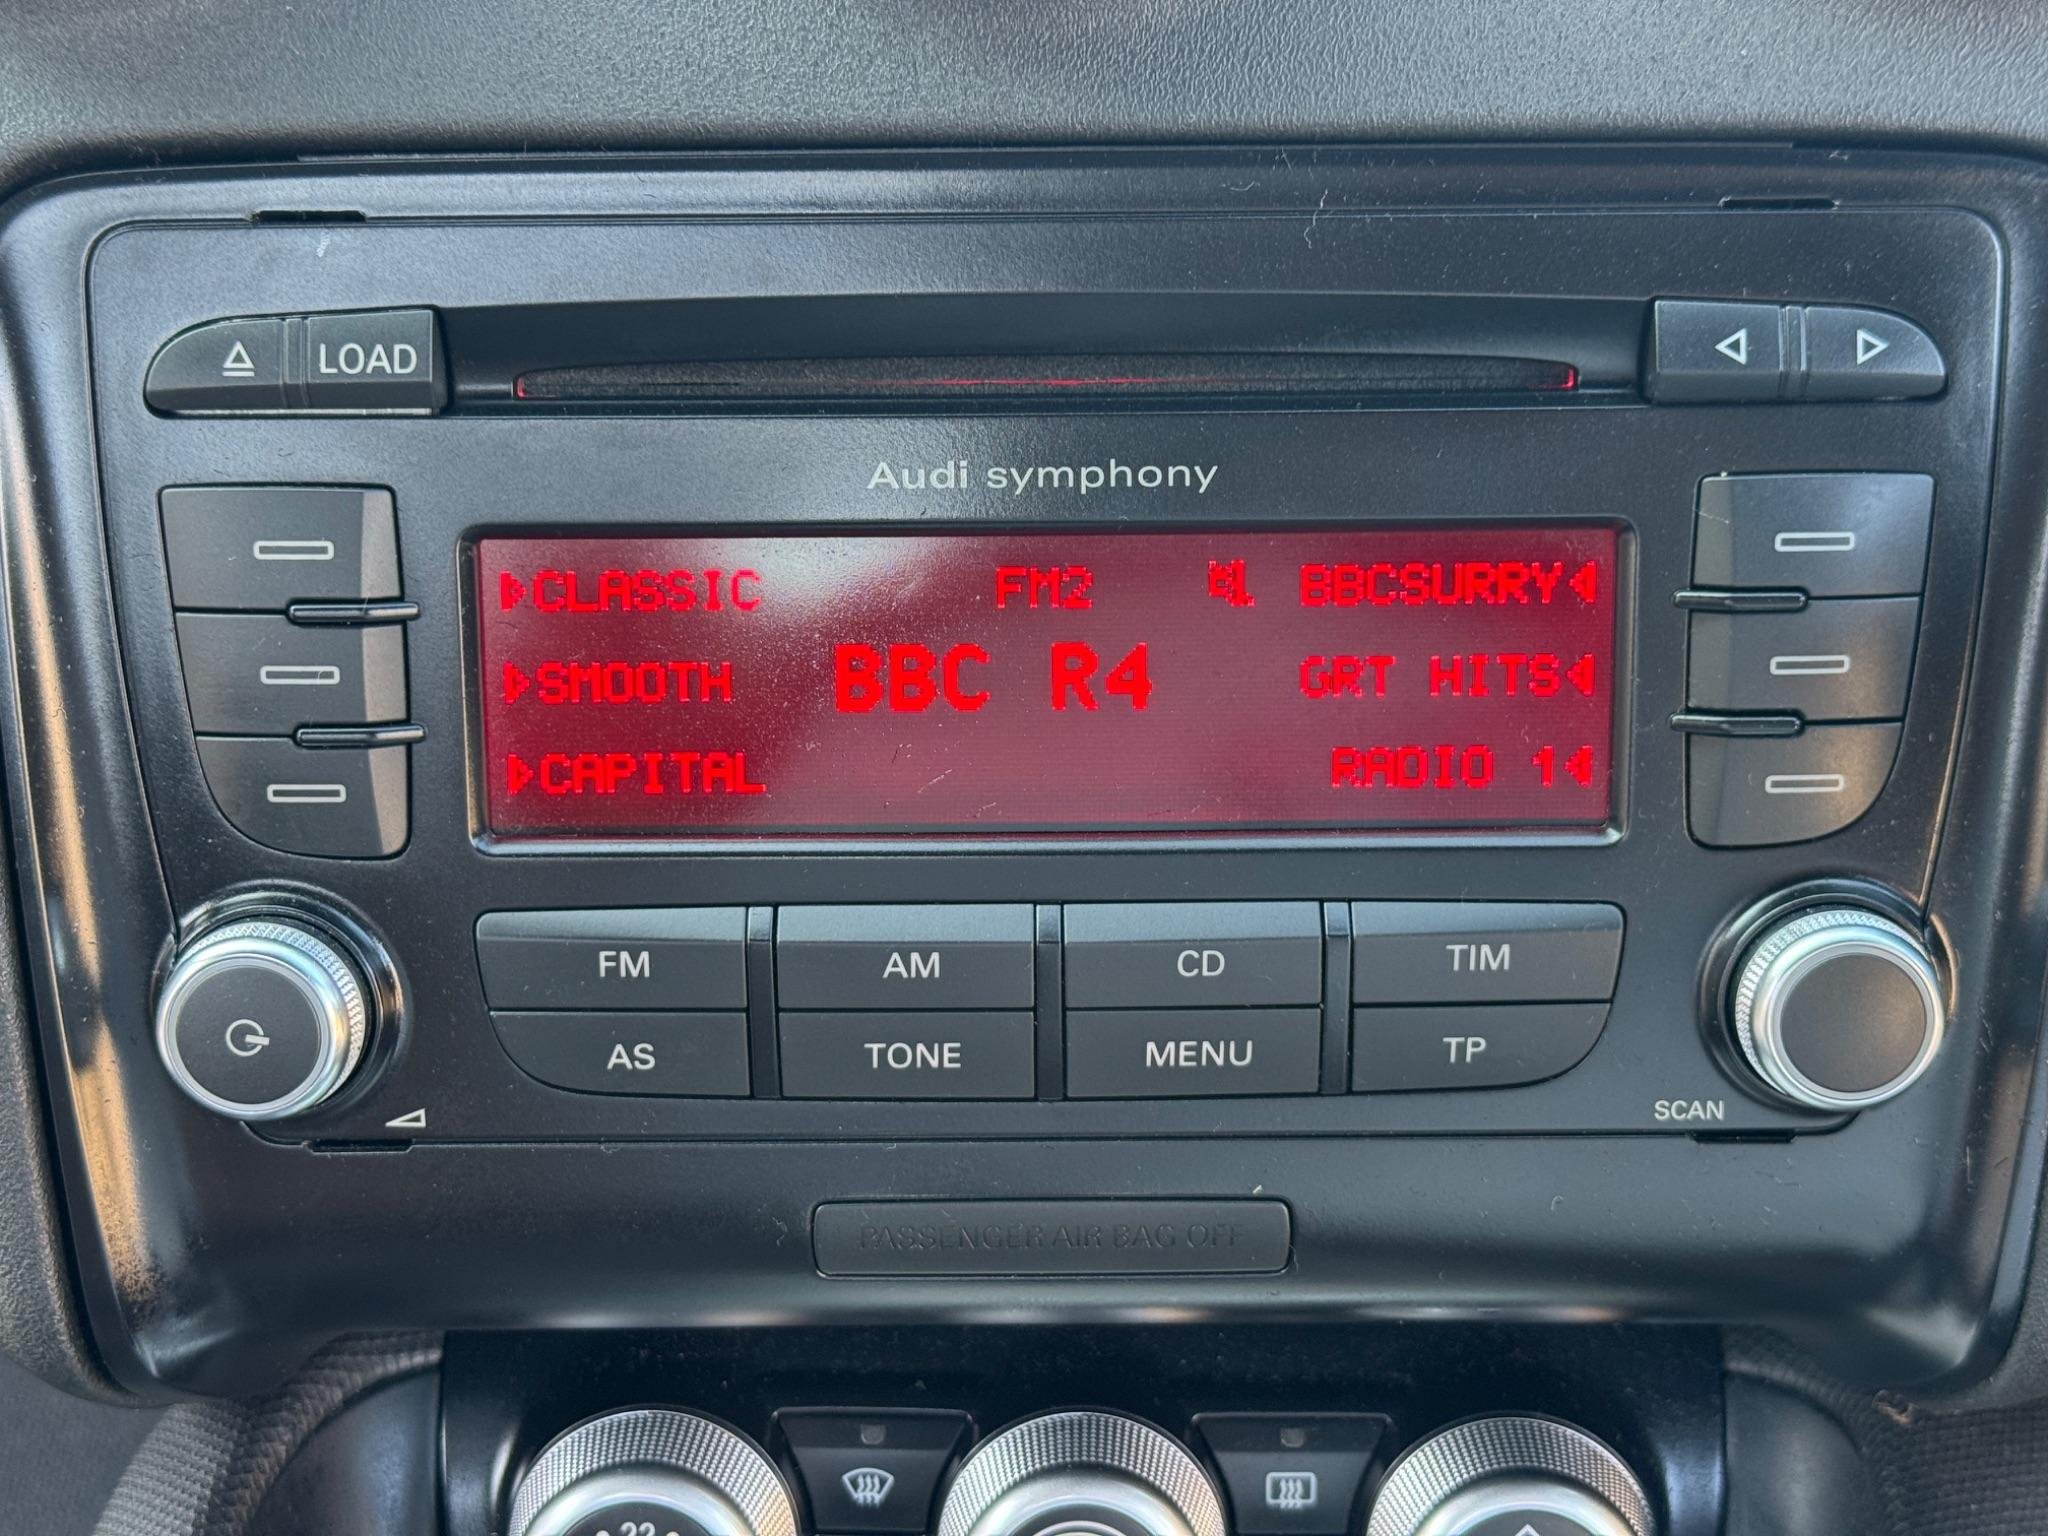 LOAD
Audi symphony
CLASSIC FM2 BBCSURRY
SMOOTH BBC R4 GRT HITS
CAPITAL RADIO 1
FM AM CD TIM
AS TONE MENU TP
SCAN
PASSENGER AIR BAG OFF
22